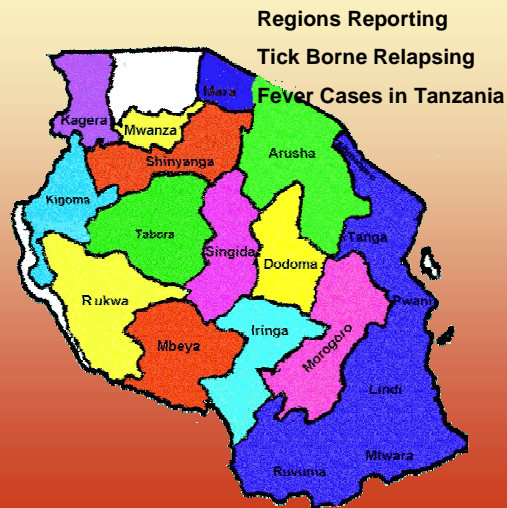 Regions Reporting
Tick Borne Relapsing
Fever Cases in Tanzania
Mara
Kagera
Mwanza
Shinyanga
Arusha
Kigoma
Tabora
Singida
Tanga
Dodoma
Rukwa
Pwani
Iringa
Mbeya
Morogoro
Lindi
Mtwara
Ruvuma